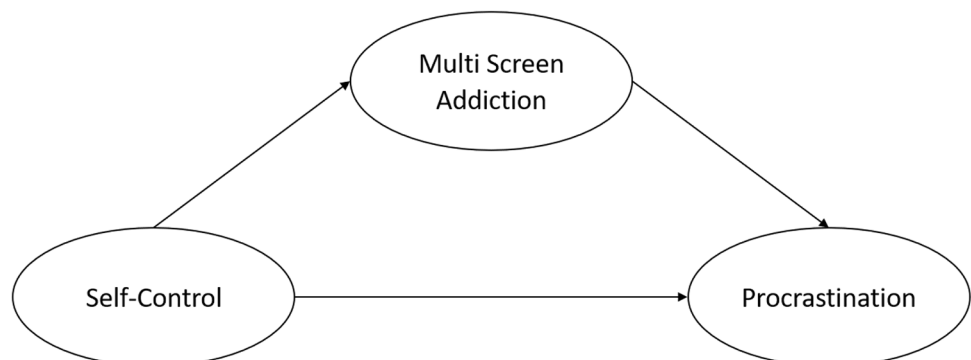 Multi Screen
Addiction
Self-Control
Procrastination